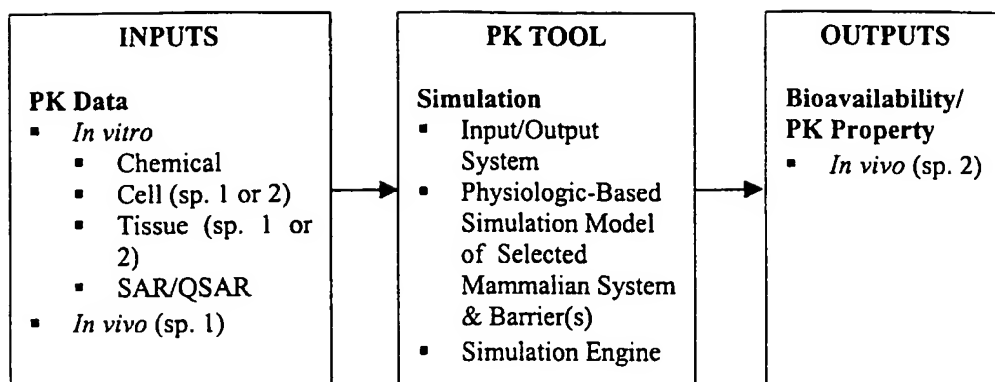 INPUTS
PK Data
▪ In vitro
▪ Chemical
▪ Cell (sp. 1 or 2)
▪ Tissue (sp. 1 or
2)
▪ SAR/QSAR
▪ In vivo (sp. 1)
PK TOOL
Simulation
▪ Input/Output
System
▪ Physiologic-Based
Simulation Model
of Selected
Mammalian System
& Barrier(s)
▪ Simulation Engine
OUTPUTS
Bioavailability/
PK Property
▪ In vivo (sp. 2)